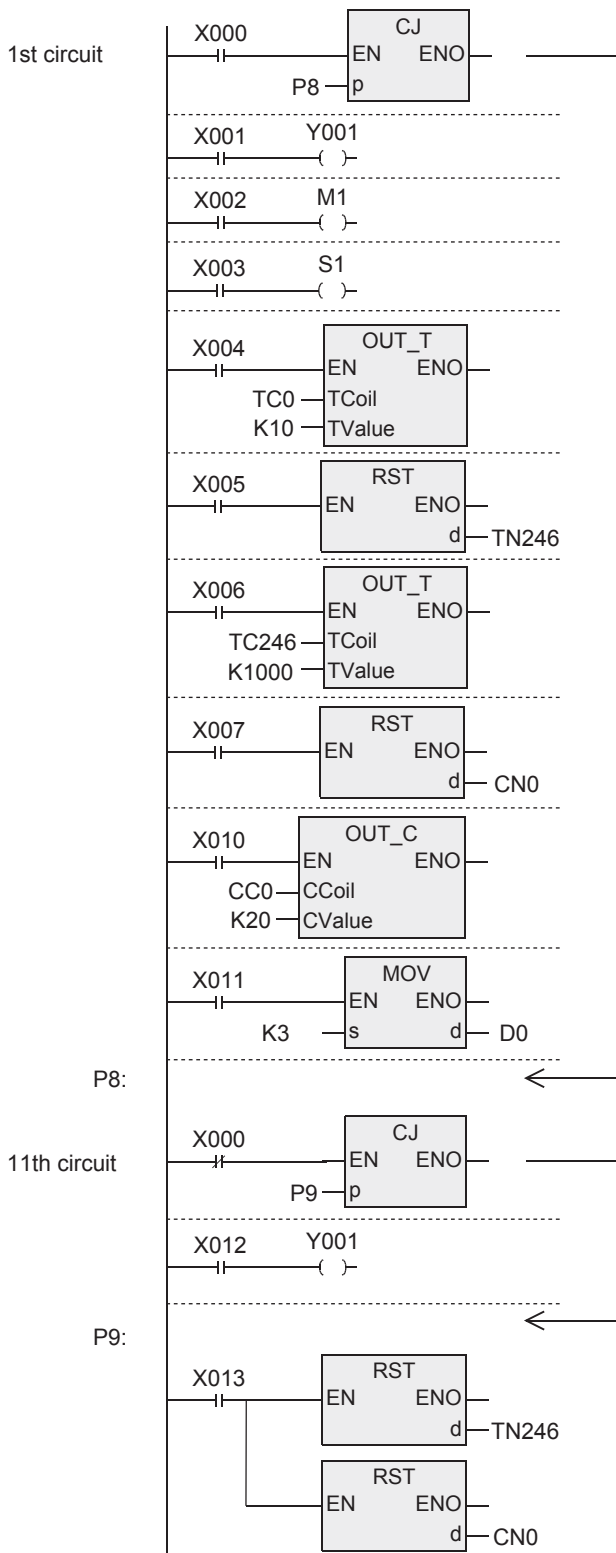 X000
CJ
1st circuit
EN ENO
P8 p
X001 Y001
( )
X002 M1
( )
X003 S1
( )
X004
OUT_T
EN ENO
TC0 TCoil
K10 TValue
X005
RST
EN ENO
d TN246
X006
OUT_T
EN ENO
TC246 TCoil
K1000 TValue
X007
RST
EN ENO
d CN0
X010
OUT_C
EN ENO
CC0 CCoil
K20 CValue
X011
MOV
EN ENO
K3 s d D0
P8:
X000
CJ
11th circuit
EN ENO
P9 p
X012 Y001
( )
P9:
X013
RST
EN ENO
d TN246
RST
EN ENO
d CN0